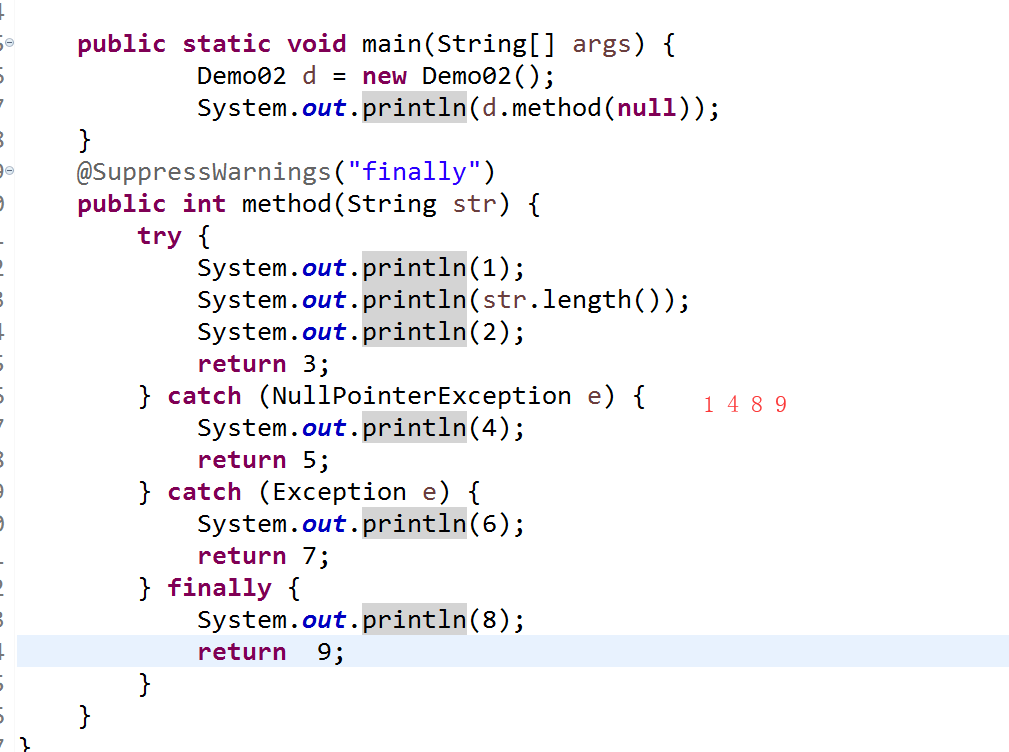 public static void main(String[] args) {
Demo02 d = new Demo02();
System.out.println(d.method(null));
}
@SuppressWarnings("finally")
public int method(String str) {
try {
System.out.println(1);
System.out.println(str.length());
System.out.println(2);
return 3;
} catch (NullPointerException e) {
1 4 8 9
System.out.println(4);
return 5;
} catch (Exception e) {
System.out.println(6);
return 7;
} finally {
System.out.println(8);
return  9;
}
}
}